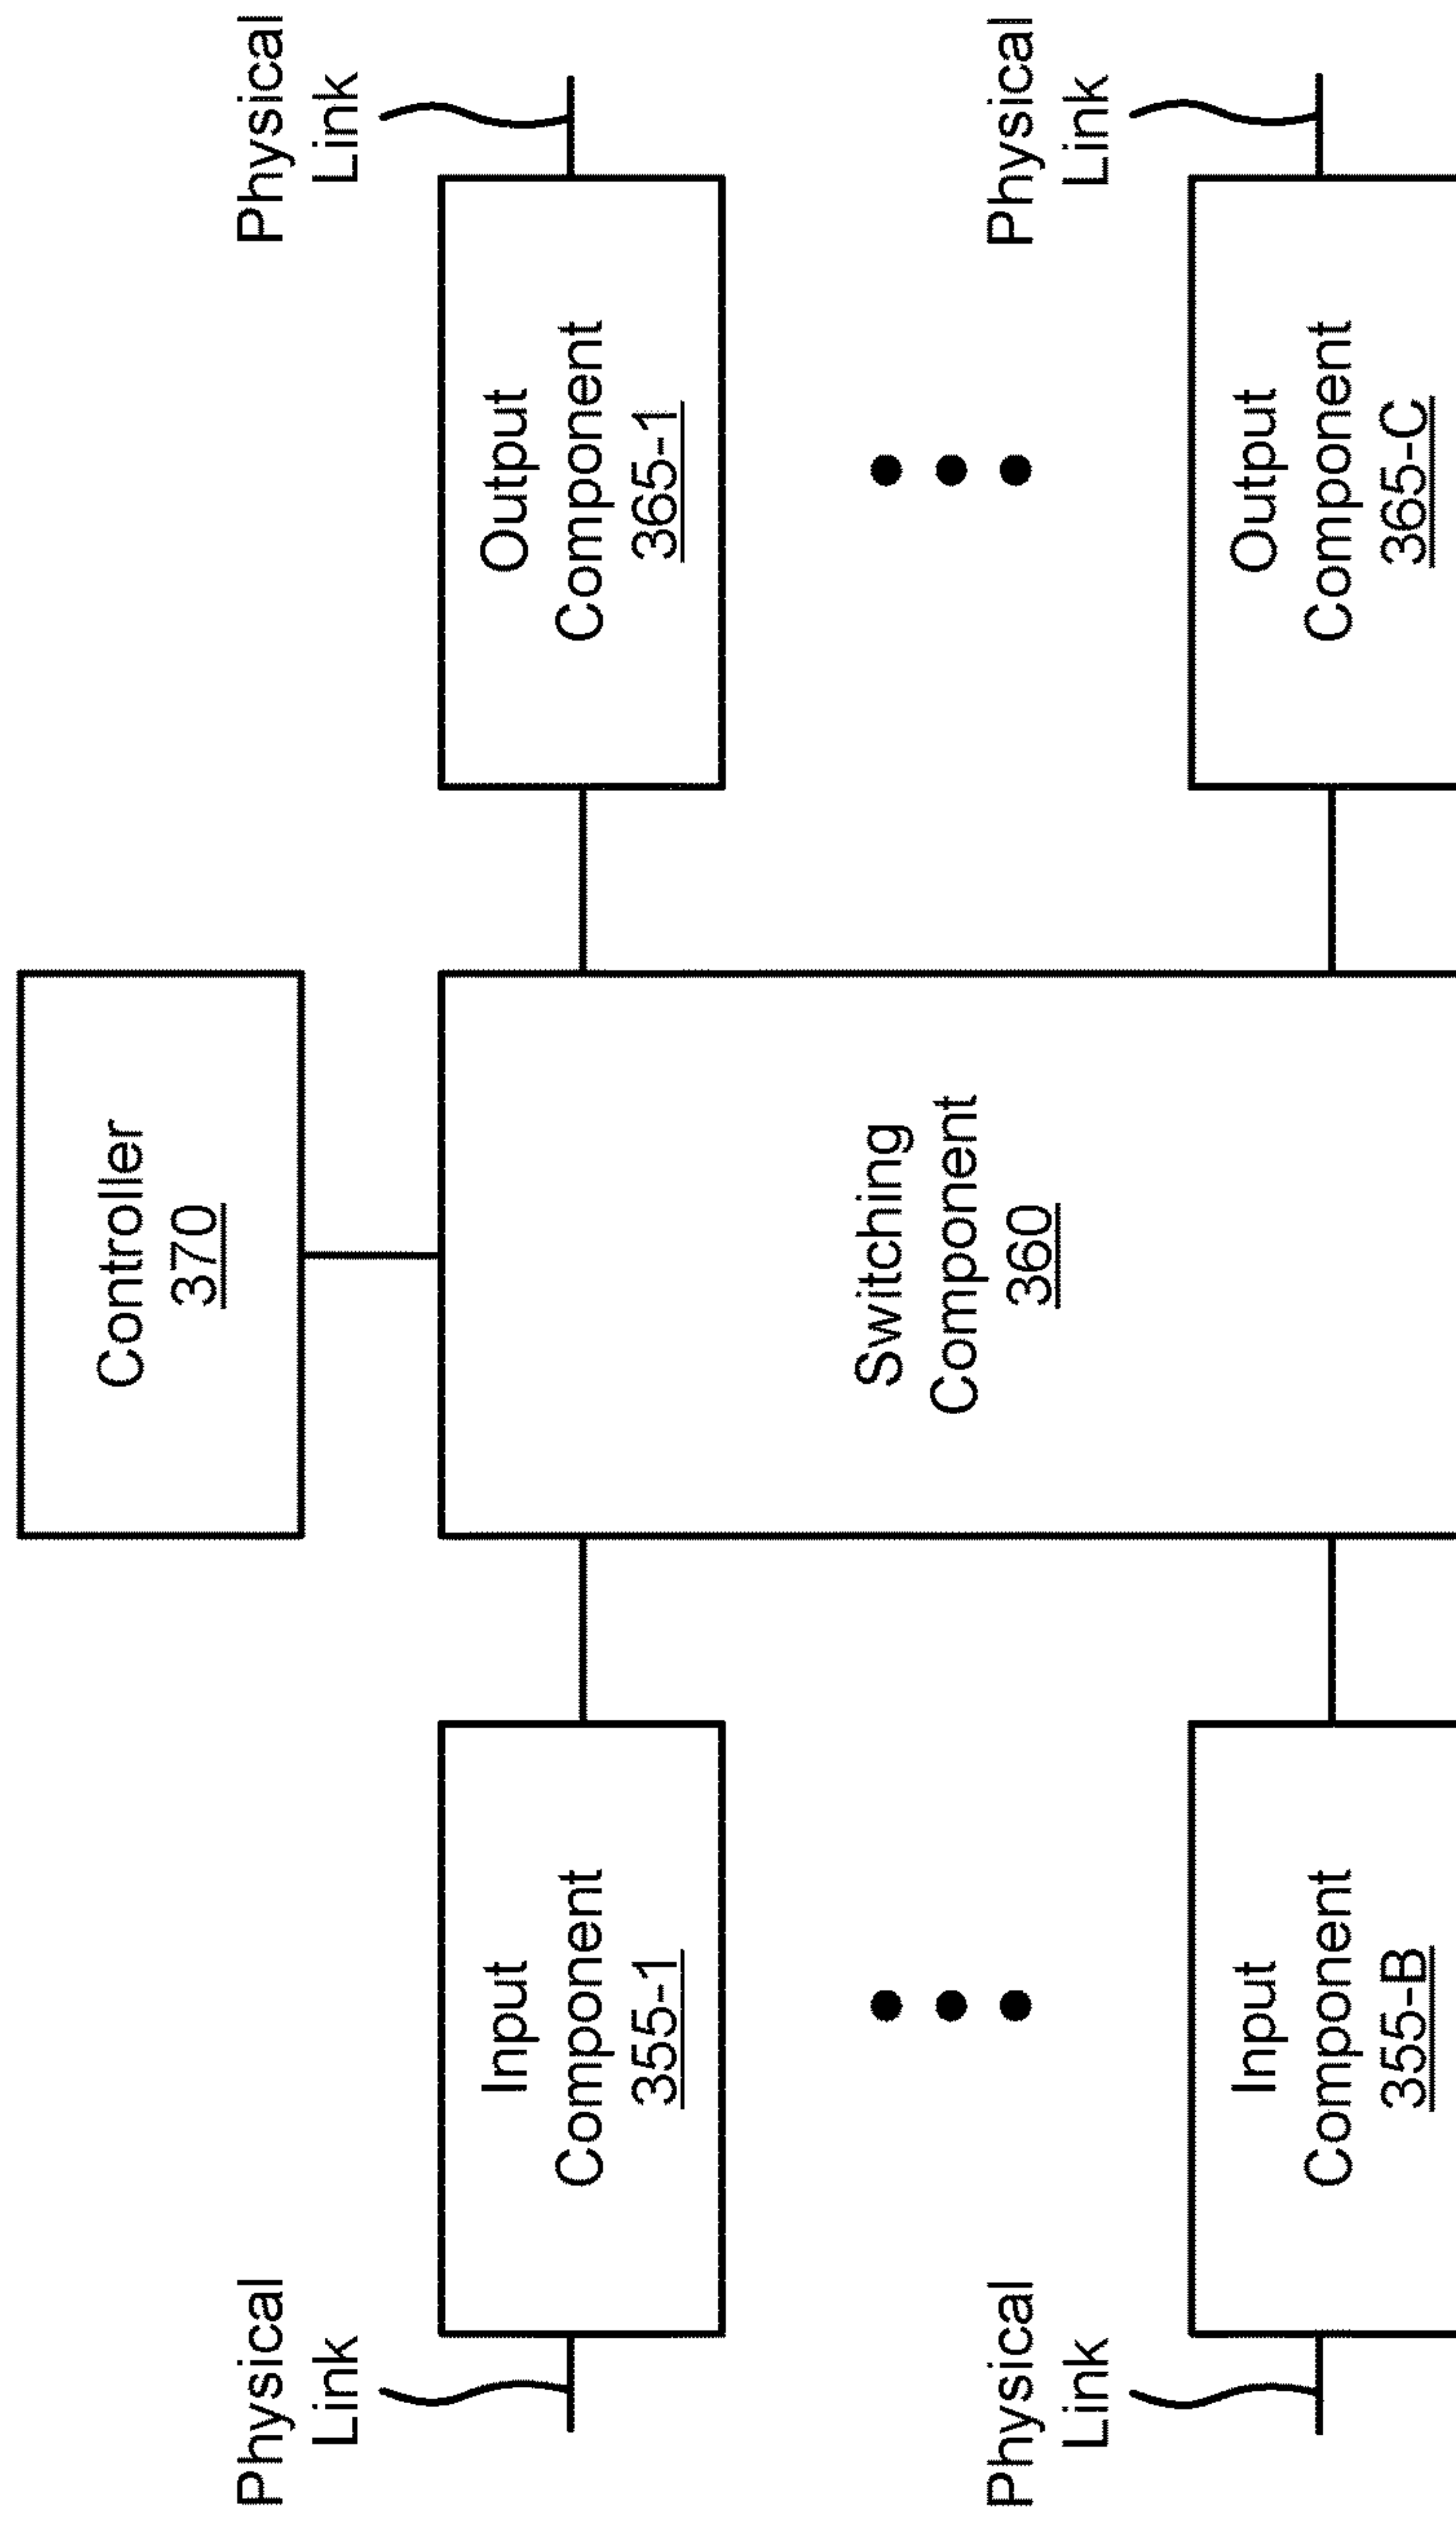 Controller
370
Physical
Link
Input
Component
355-1
Switching
Component
360
Output
Component
365-1
Physical
Link
Physical
Link
Input
Component
355-B
Output
Component
365-C
Physical
Link